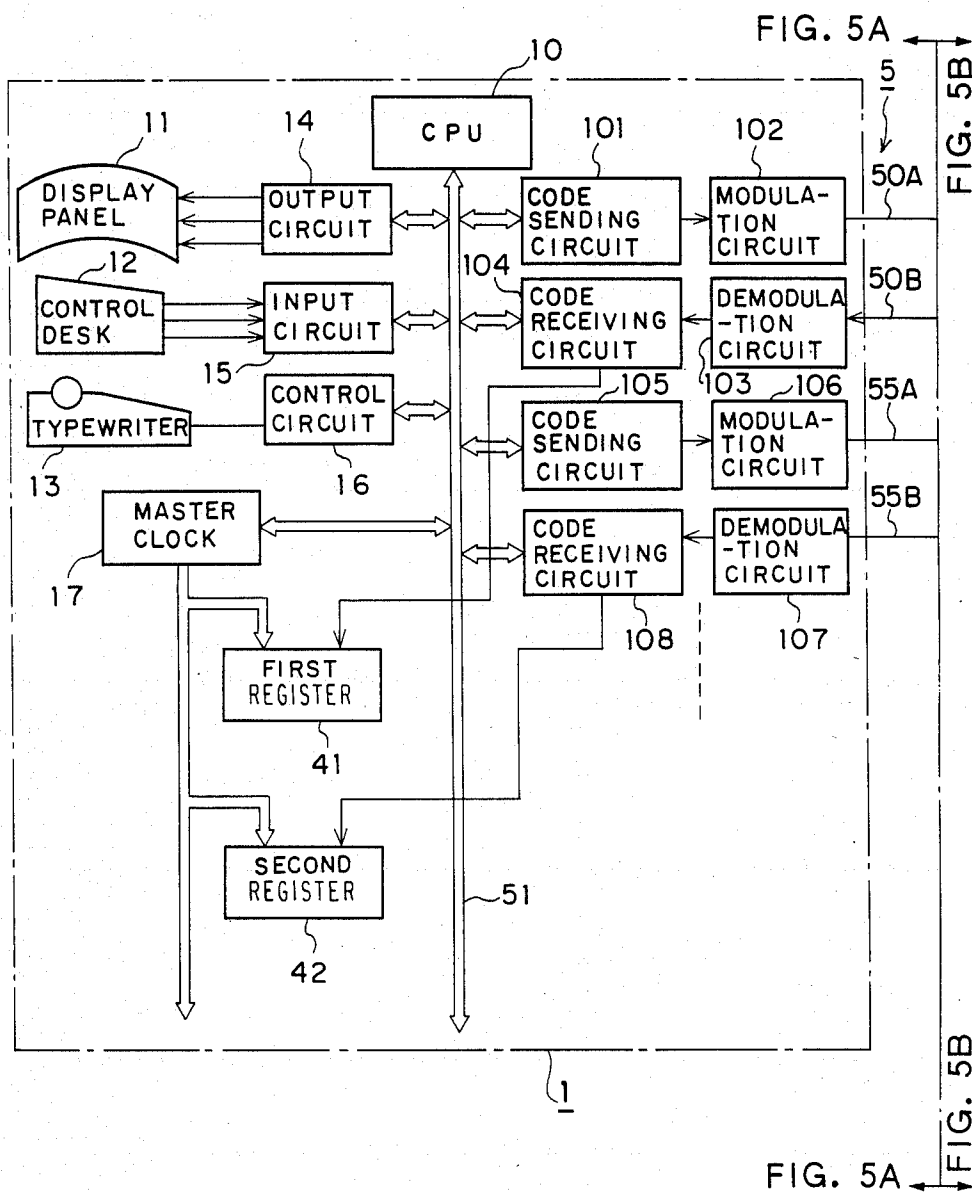 FIG. 5A
FIG. 5B
5
10
CPU
11
DISPLAY
PANEL
14
OUTPUT
CIRCUIT
101
CODE
SENDING
CIRCUIT
102
MODULA-
TION
CIRCUIT
50A
12
CONTROL
DESK
INPUT
CIRCUIT
15
104
CODE
RECEIVING
CIRCUIT
DEMODULA
-TION
CIRCUIT
103
50B
TYPEWRITER
13
CONTROL
CIRCUIT
16
105
CODE
SENDING
CIRCUIT
106
MODULA-
TION
CIRCUIT
55A
MASTER
CLOCK
17
CODE
RECEIVING
CIRCUIT
108
DEMODULA
-TION
CIRCUIT
107
55B
FIRST
REGISTER
41
SECOND
REGISTER
42
51
1
FIG. 5A
FIG. 5B